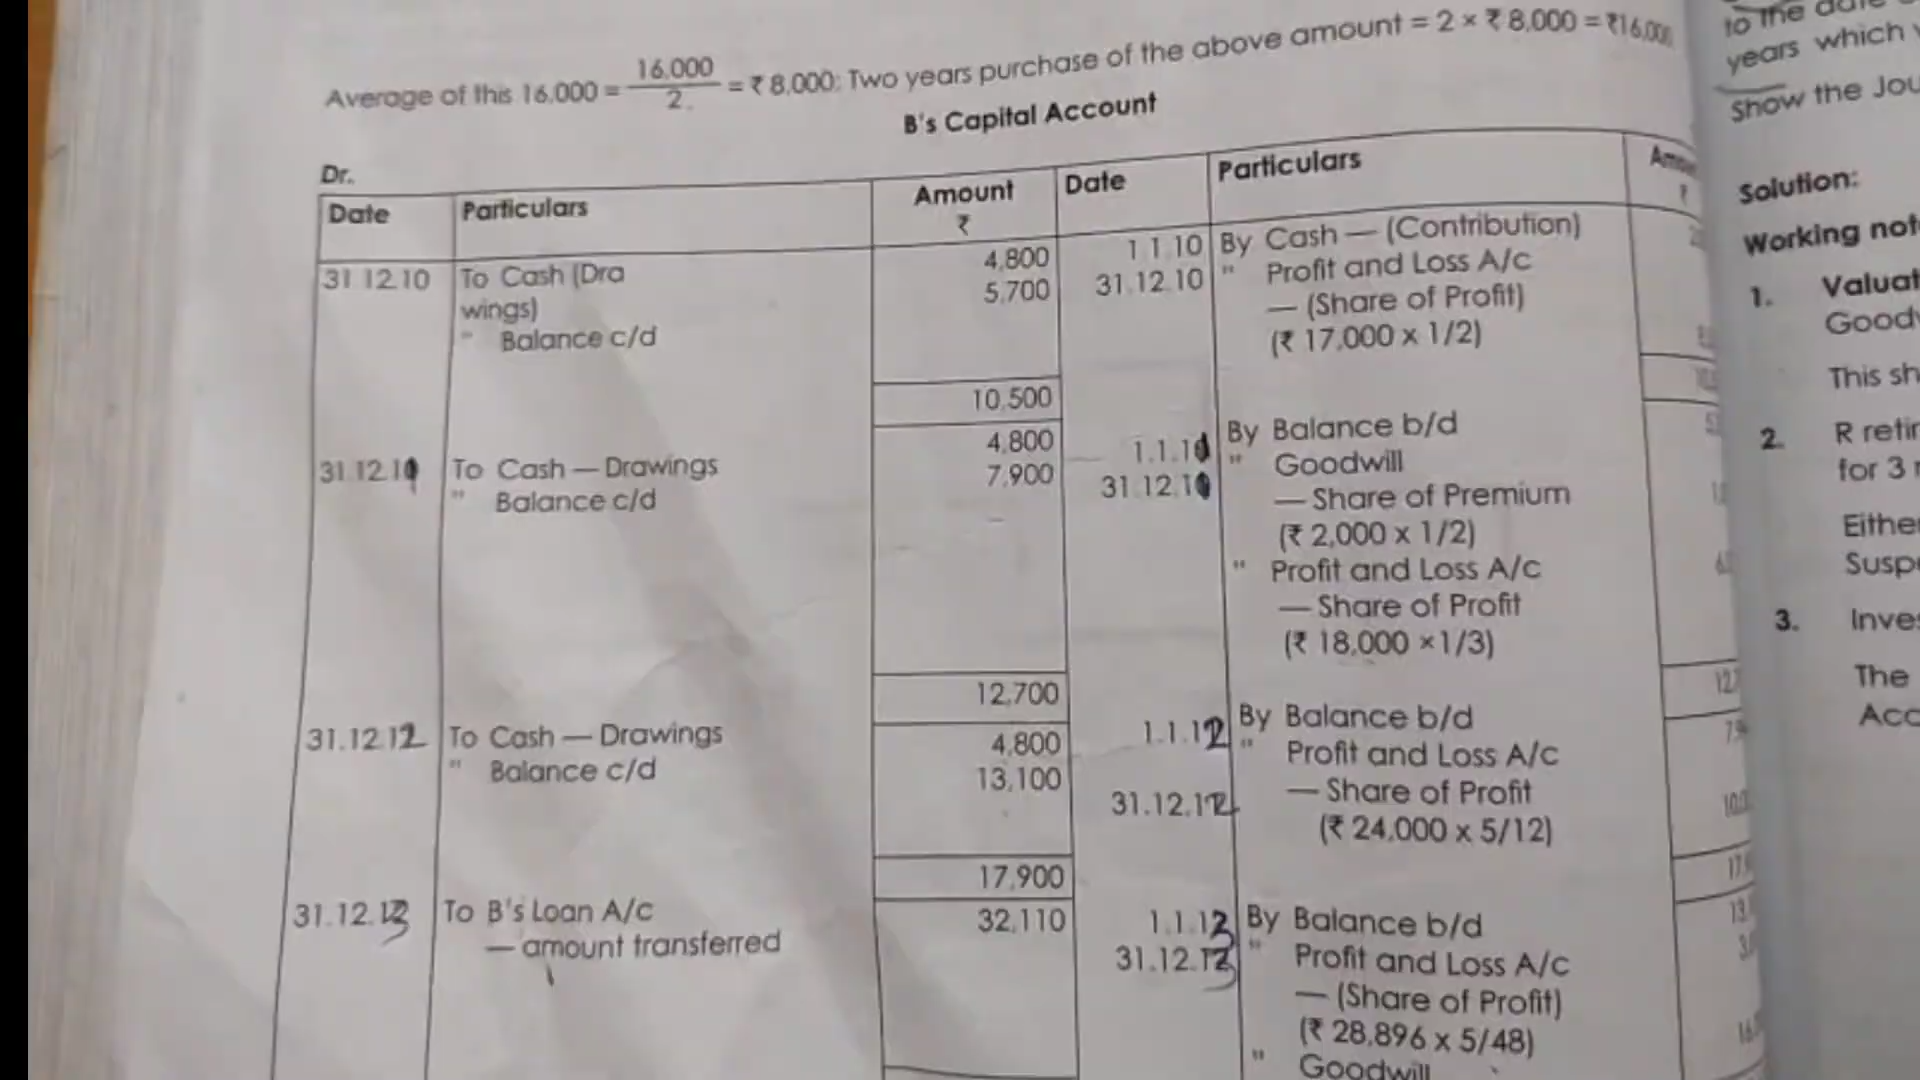 Average of this 16,000 = 16,000 / 2 = ₹ 8,000; Two years purchase of the above amount = 2 × ₹ 8,000 = ₹16,000
B's Capital Account
Dr.
Date Particulars Amount ₹ Date Particulars
31 12.10 To Cash (Dra 4,800 1.1.10 By Cash — (Contribution)
wings) 5,700 31.12.10 " Profit and Loss A/c
" Balance c/d — (Share of Profit)
(₹ 17,000 x 1/2)
10,500
31.12.11 To Cash — Drawings 4,800 1.1.11 By Balance b/d
" Balance c/d 7,900 31.12.11 " Goodwill
— Share of Premium
(₹ 2,000 x 1/2)
" Profit and Loss A/c
— Share of Profit
(₹ 18,000 ×1/3)
12,700
31.12.12 To Cash — Drawings 4,800 1.1.12 By Balance b/d
" Balance c/d 13,100 " Profit and Loss A/c
31.12.12 — Share of Profit
(₹ 24,000 x 5/12)
17,900
31.12.13 To B's Loan A/c 32,110 1.1.13 By Balance b/d
— amount transferred 31.12.13 " Profit and Loss A/c
— (Share of Profit)
(₹ 28,896 x 5/48)
" Goodwill
to the
years which
Show the
Solution:
Working
1.
This
2. R
for 3
3.
The